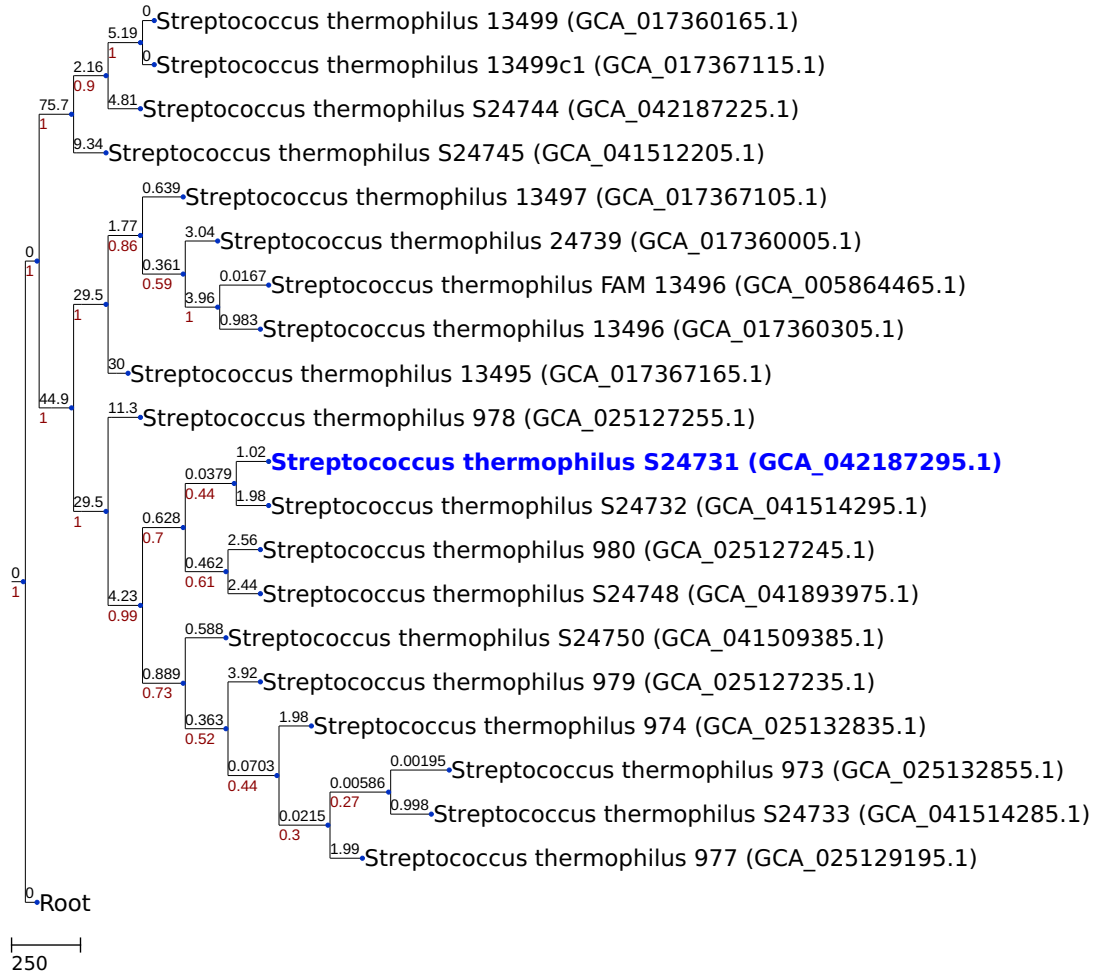 0
Streptococcus thermophilus 13499 (GCA_017360165.1)
5.19
1
0
Streptococcus thermophilus 13499c1 (GCA_017367115.1)
2.16
0.9
4.81
Streptococcus thermophilus S24744 (GCA_042187225.1)
75.7
1
9.34
Streptococcus thermophilus S24745 (GCA_041512205.1)
0.639
Streptococcus thermophilus 13497 (GCA_017367105.1)
1.77
0.86
3.04
Streptococcus thermophilus 24739 (GCA_017360005.1)
0
1
0.361
0.59
0.0167
Streptococcus thermophilus FAM 13496 (GCA_005864465.1)
29.5
1
3.96
1
0.983
Streptococcus thermophilus 13496 (GCA_017360305.1)
30
Streptococcus thermophilus 13495 (GCA_017367165.1)
44.9
1
11.3
Streptococcus thermophilus 978 (GCA_025127255.1)
1.02
Streptococcus thermophilus S24731 (GCA_042187295.1)
0.0379
0.44
29.5
1
1.98
Streptococcus thermophilus S24732 (GCA_041514295.1)
0.628
0.7
2.56
Streptococcus thermophilus 980 (GCA_025127245.1)
0.462
0.61
0
1
2.44
Streptococcus thermophilus S24748 (GCA_041893975.1)
4.23
0.99
0.588
Streptococcus thermophilus S24750 (GCA_041509385.1)
0.889
0.73
3.92
Streptococcus thermophilus 979 (GCA_025127235.1)
0.363
0.52
1.98
Streptococcus thermophilus 974 (GCA_025132835.1)
0.0703
0.44
0.00195
Streptococcus thermophilus 973 (GCA_025132855.1)
0.00586
0.27
0.998
Streptococcus thermophilus S24733 (GCA_041514285.1)
0.0215
0.3
1.99
Streptococcus thermophilus 977 (GCA_025129195.1)
0
Root
250